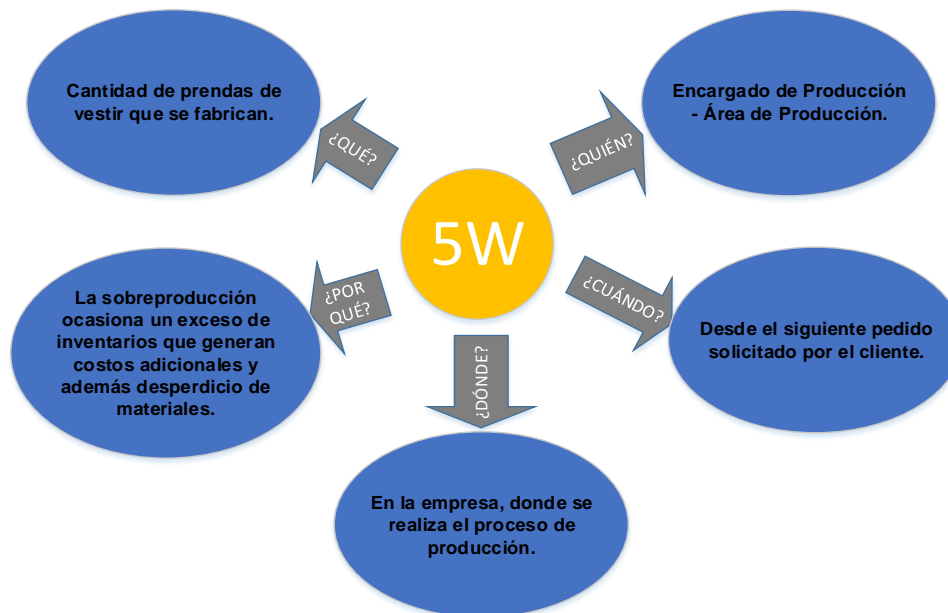 Cantidad de prendas de
vestir que se fabrican.
¿QUÉ?
Encargado de Producción
- Área de Producción.
¿QUIÉN?
5W
La sobreproducción
ocasiona un exceso de
inventarios que generan
costos adicionales y
además desperdicio de
materiales.
¿POR
QUÉ?
¿CUÁNDO?
Desde el siguiente pedido
solicitado por el cliente.
¿DÓNDE?
En la empresa, donde se
realiza el proceso de
producción.